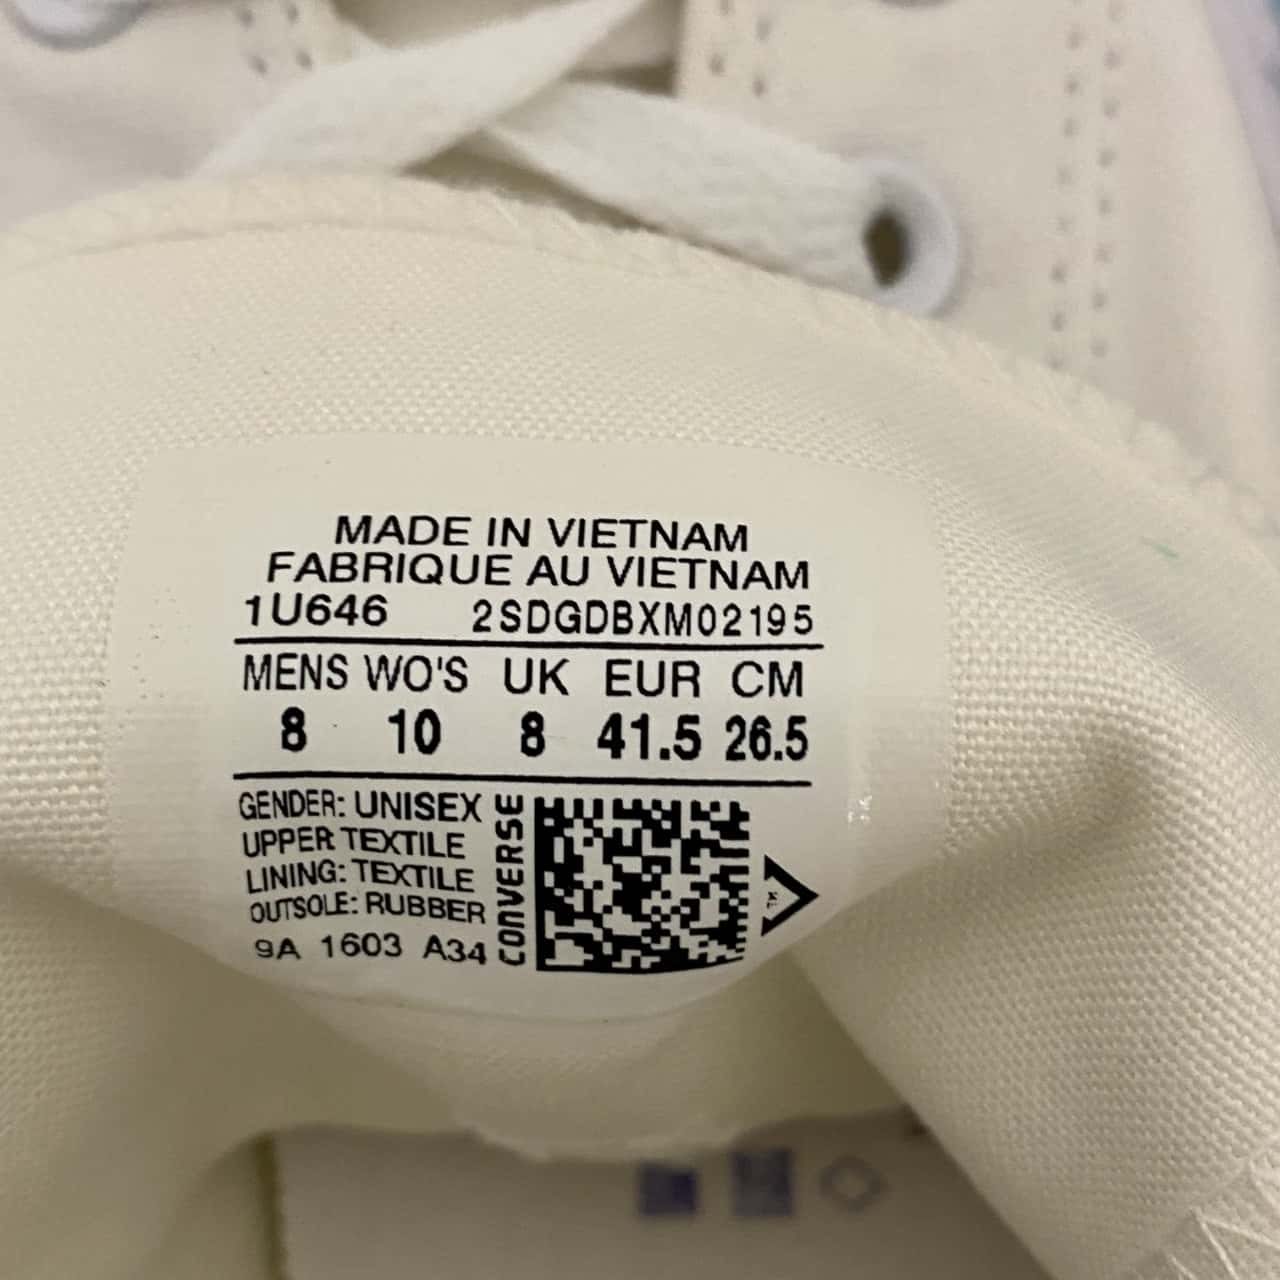 MADE IN VIETNAM
FABRIQUE AU VIETNAM
1U646 2SDGDBXM02195
MENS WO'S UK EUR CM
8 10 8 41.5 26.5
GENDER: UNISEX
UPPER TEXTILE
LINING: TEXTILE
OUTSOLE: RUBBER
9A 1603 A34
CONVERSE
TM